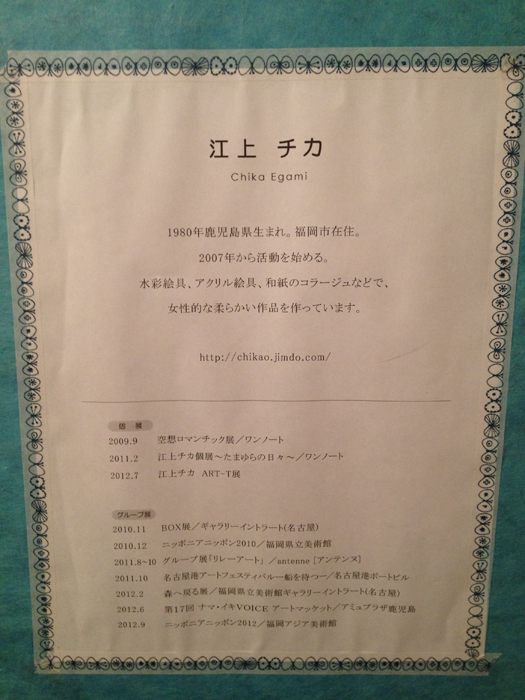 江上 チカ
Chika Egami
1980年鹿児島県生まれ。福岡市在住。
2007年から活動を始める。
水彩絵具、アクリル絵具、和紙のコラージュなどで、
女性的な柔らかい作品を作っています。
http://chikao.jimdo.com/
個 展
2009.9 空想ロマンチック展／ワンノート
2011.2 江上チカ個展～たまゆらの日々～／ワンノート
2012.7 江上チカ ART-T展
グループ展
2010.11 BOX展／ギャラリーイントラート(名古屋)
2010.12 ニッポニアニッポン2010／福岡県立美術館
2011.8~10 グループ展「リレーアート」／antenne [アンテンヌ]
2011.10 名古屋港アートフェスティバルー船を待つー／名古屋港ポートビル
2012.2 森へ戻る展／福岡県立美術館ギャラリーイントラート(名古屋)
2012.6 第17回 ナマ・イキVOICE アートマッケット／アミュプラザ鹿児島
2012.9 ニッポニアニッポン2012／福岡アジア美術館